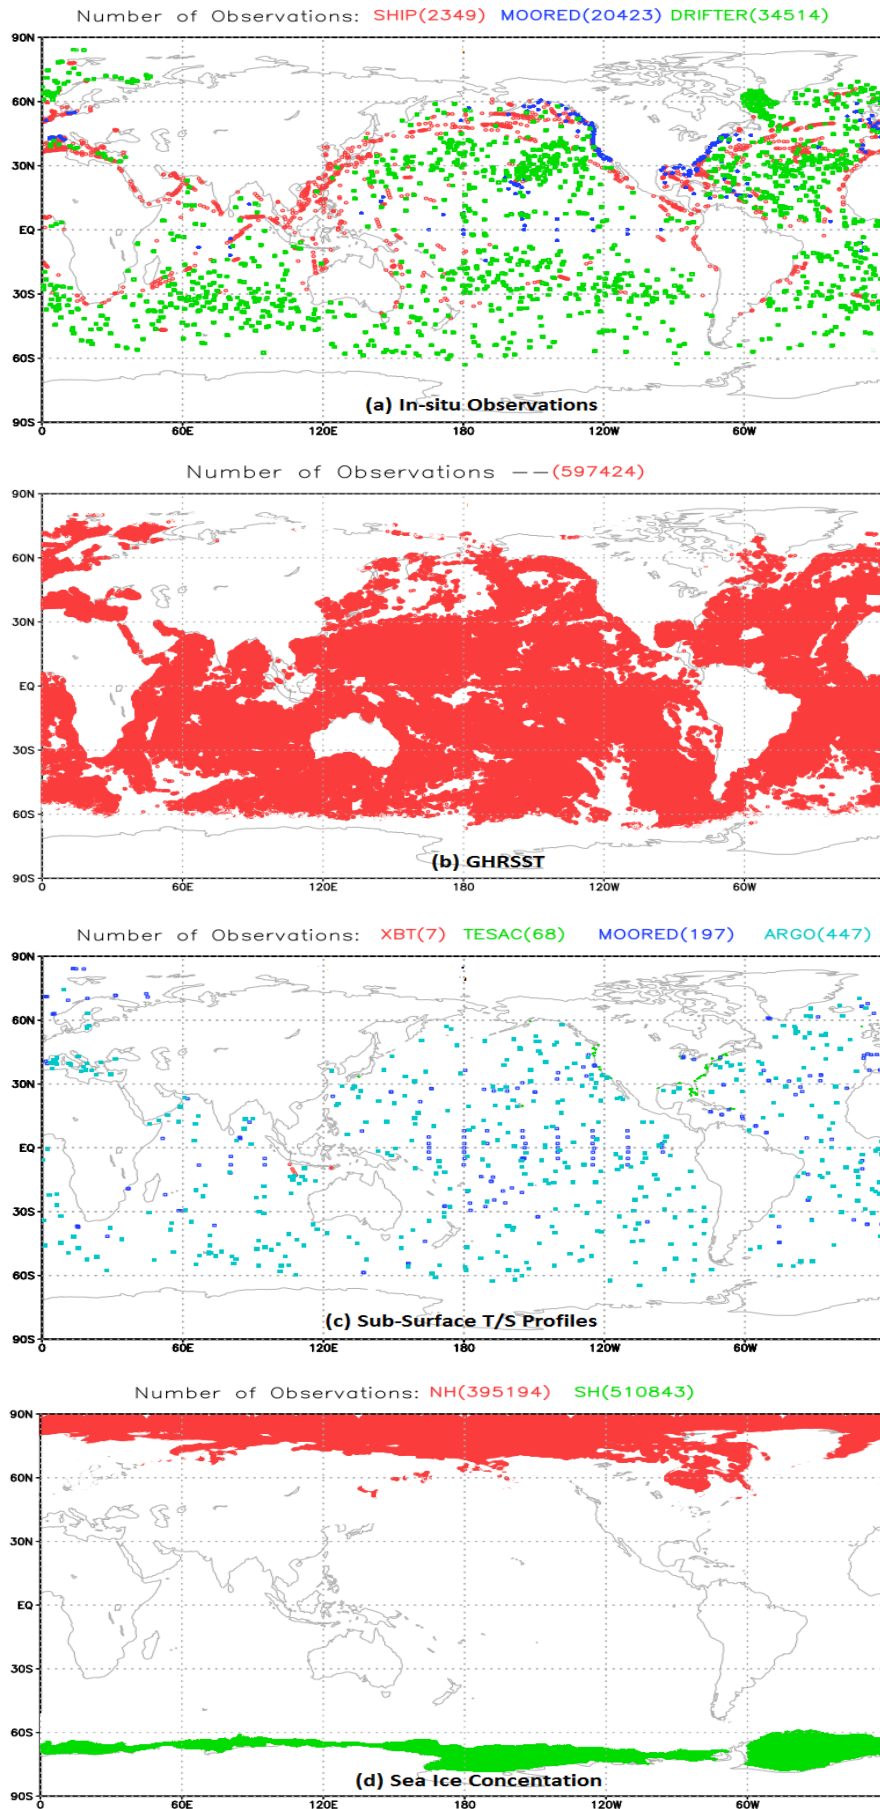 Number of Observations: SHIP(2349) MOORED(20423) DRIFTER(34514)
90N
60N
30N
EQ
30S
60S
90S
(a) In-situ Observations
0 60E 120E 180 120W 60W
Number of Observations ––(597424)
90N
60N
30N
EQ
30S
60S
90S
(b) GHRSST
0 60E 120E 180 120W 60W
Number of Observations: XBT(7) TESAC(68) MOORED(197) ARGO(447)
90N
60N
30N
EQ
30S
60S
90S
(c) Sub-Surface T/S Profiles
0 60E 120E 180 120W 60W
Number of Observations: NH(395194) SH(510843)
90N
60N
30N
EQ
30S
60S
90S
(d) Sea Ice Concentation
0 60E 120E 180 120W 60W